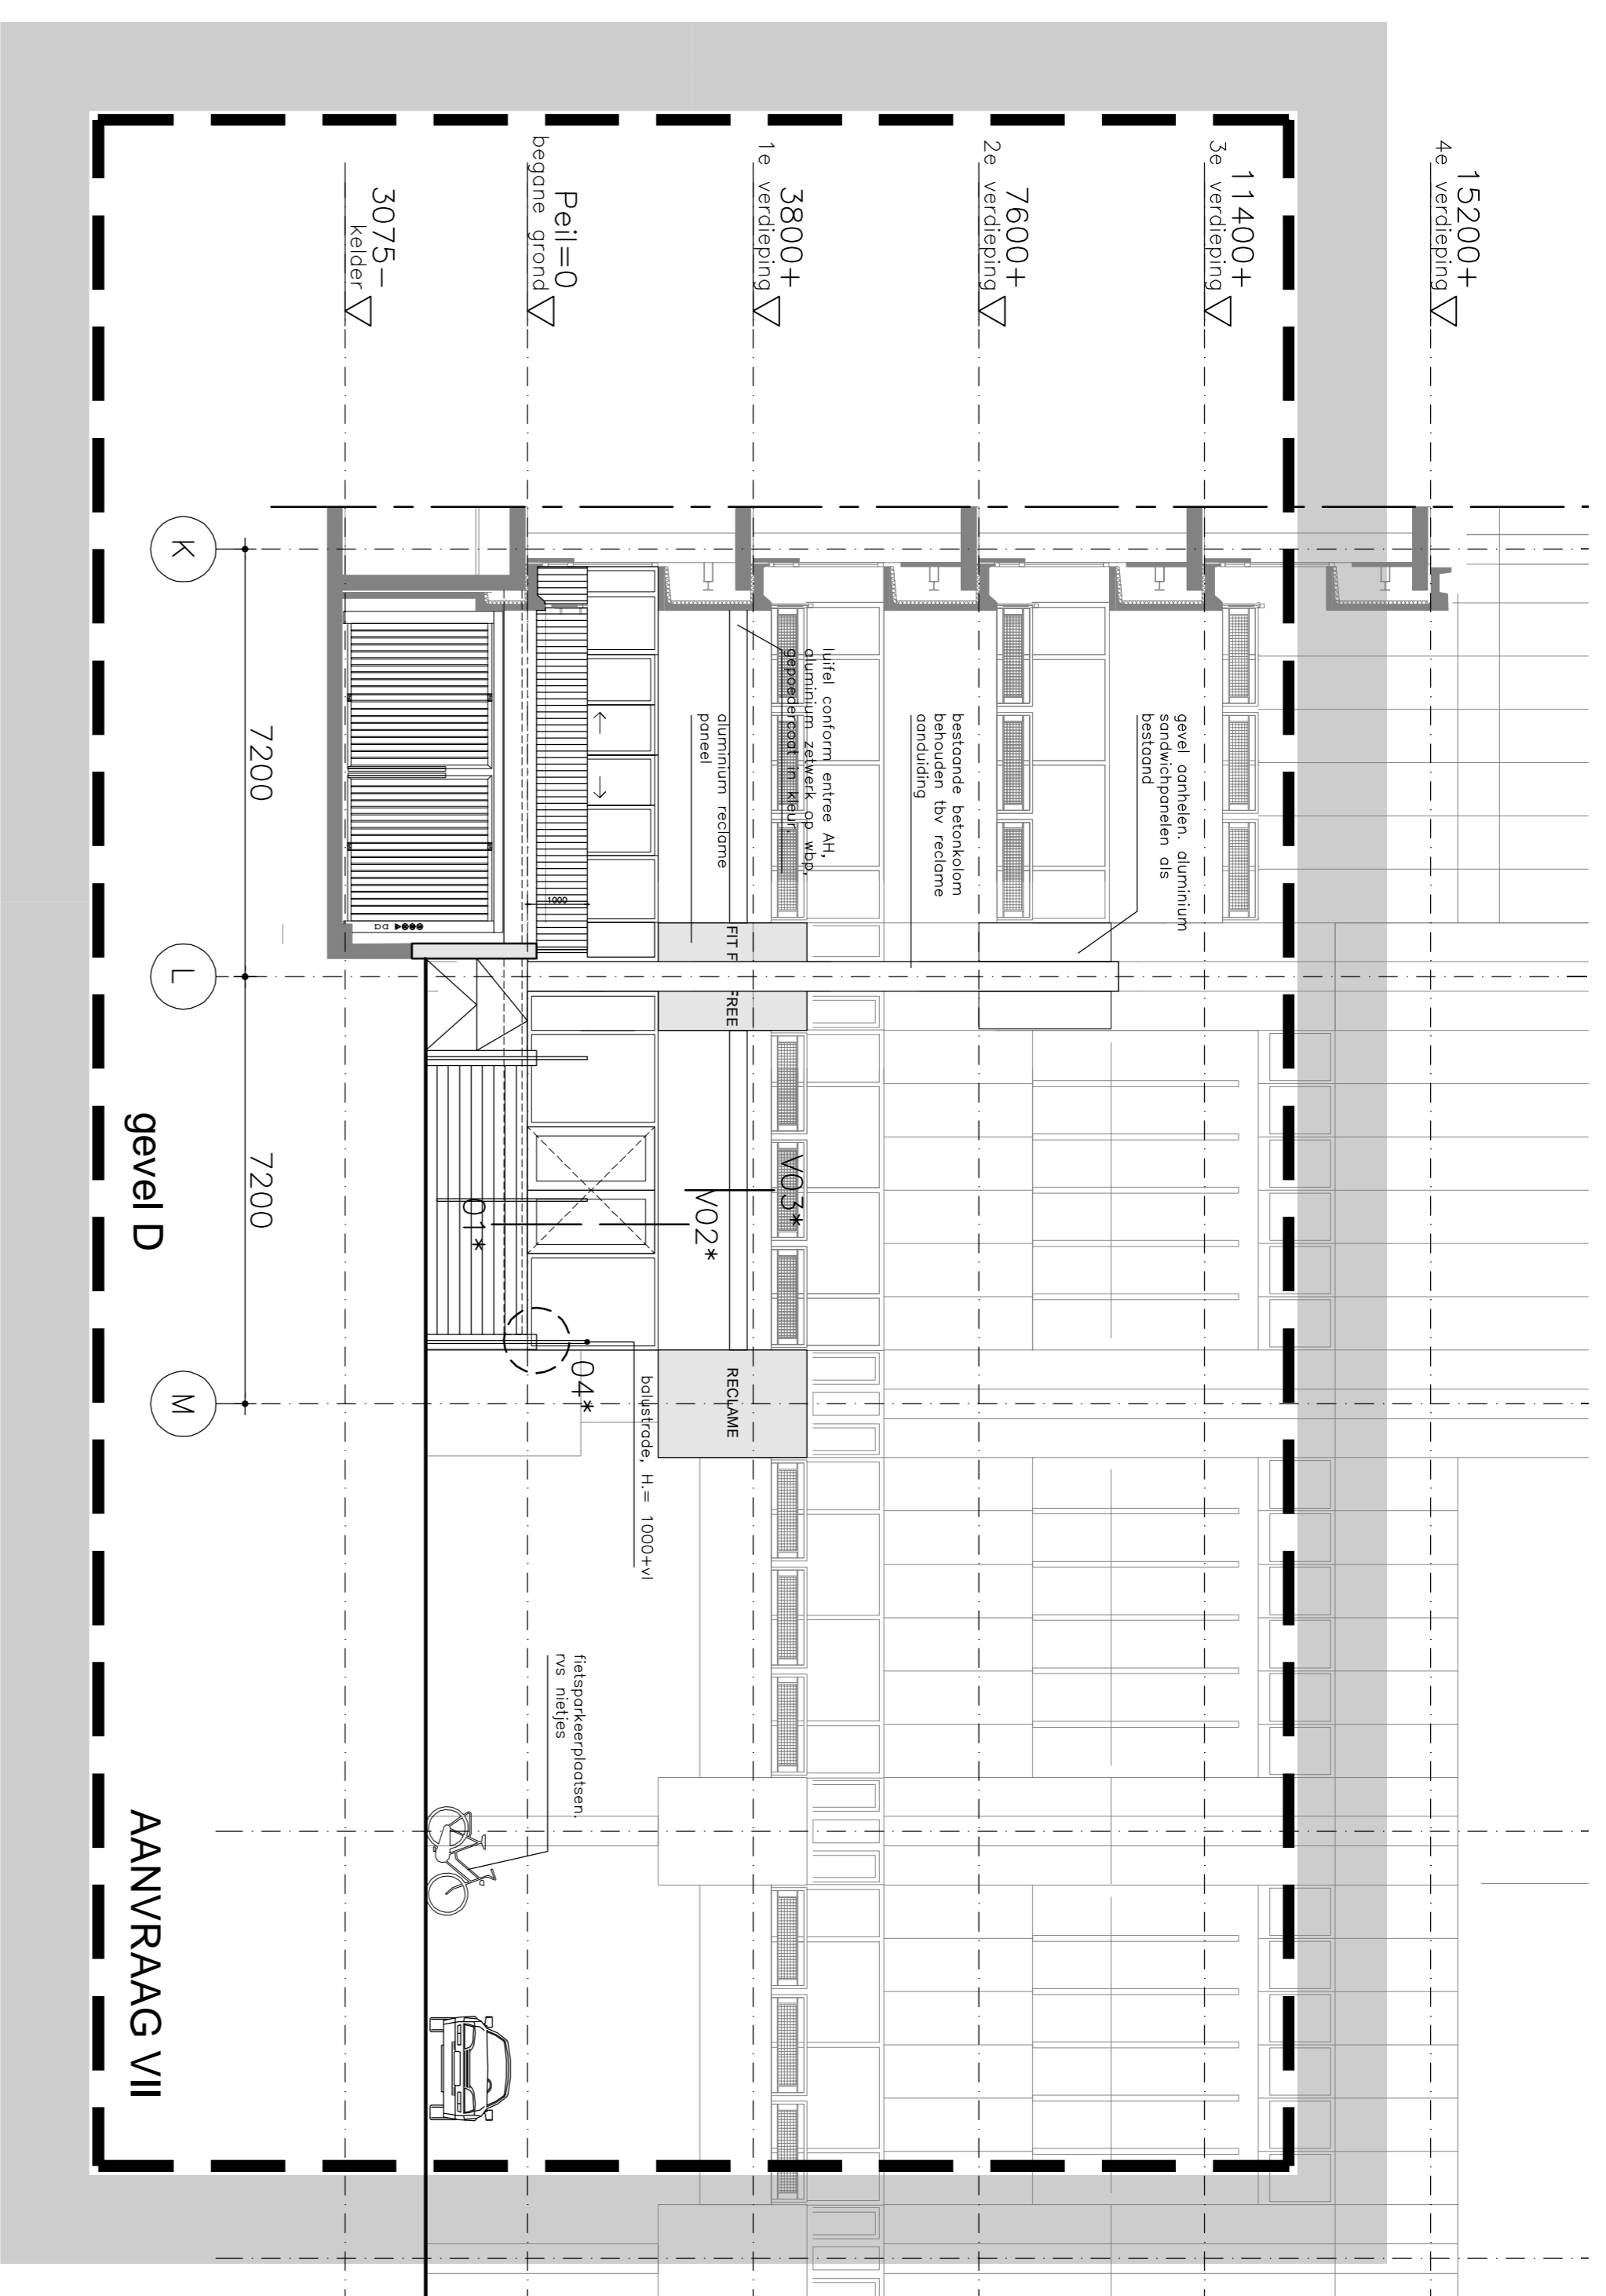 15200+
4e verdieping
11400+
3e verdieping
7600+
2e verdieping
3800+
1e verdieping
Peil=0
begane grond
3075-
kelder
gevel aanhelen. aluminium
sandwichpanelen als
bestaand
bestaande betonkolom
behouden tbv reclame
aanduiding
luifel conform entree AH,
aluminium zetwerk op wbp,
gepoedercoat in kleur.
aluminium reclame
paneel
FIT F
FREE
RECLAME
1000
V03*
V02*
01*
04*
balustrade, H.= 1000+vl
fietsparkeerplaatsen.
rvs nietjes
7200
7200
K
L
M
gevel D
AANVRAAG VII